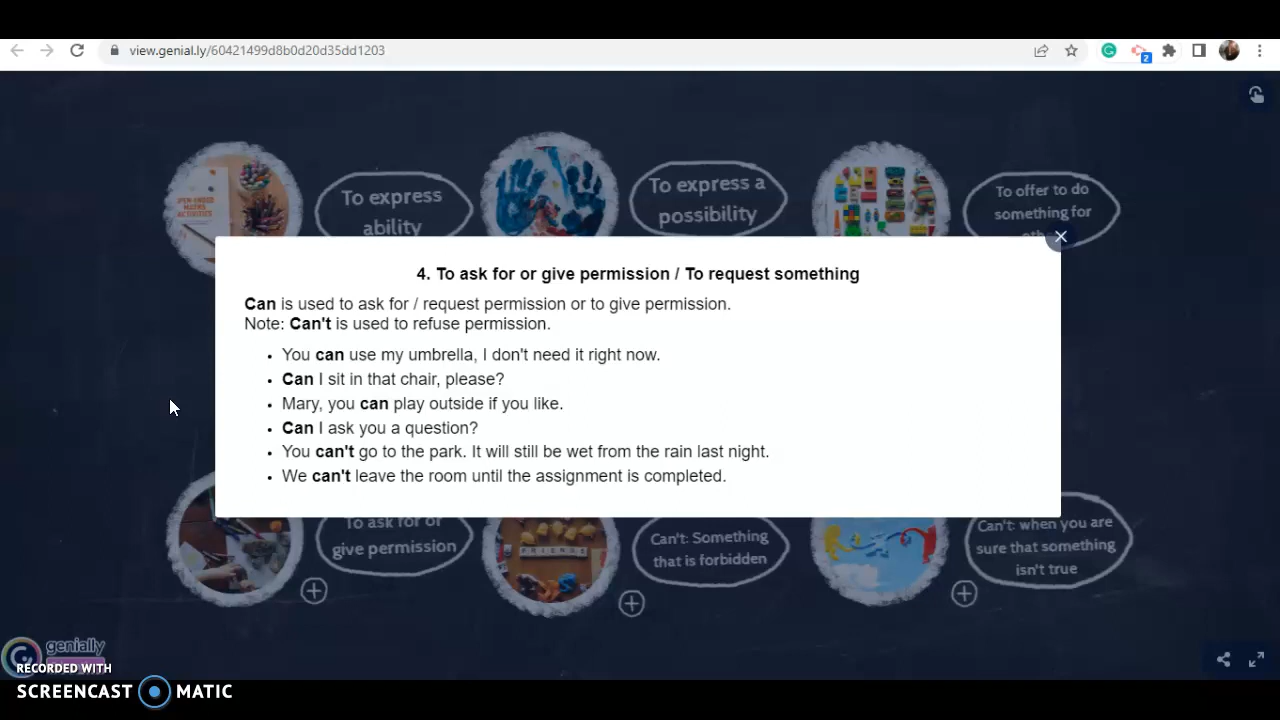 view.genial.ly/60421499d8b0d20d35dd1203
2
To express
ability
To express a
possibility
To offer to do
something for
4. To ask for or give permission / To request something
Can is used to ask for / request permission or to give permission.
Note: Can't is used to refuse permission.
• You can use my umbrella, I don't need it right now.
• Can I sit in that chair, please?
• Mary, you can play outside if you like.
• Can I ask you a question?
• You can't go to the park. It will still be wet from the rain last night.
• We can't leave the room until the assignment is completed.
To ask for or
give permission
FRIENDS
Can't: Something
that is forbidden
Can't: when you are
sure that something
isn't true
genially
RECORDED WITH
SCREENCAST MATIC